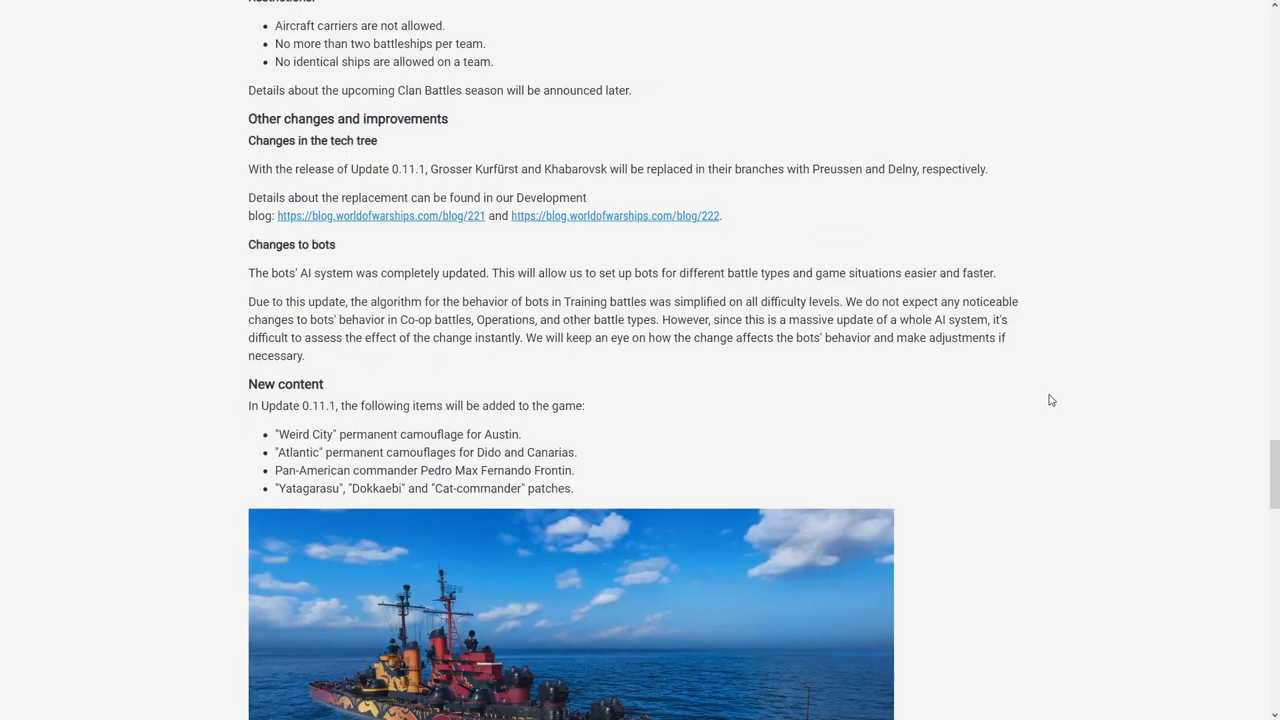 Aircraft carriers are not allowed.
No more than two battleships per team.
No identical ships are allowed on a team.
Details about the upcoming Clan Battles season will be announced later.
Other changes and improvements
Changes in the tech tree
With the release of Update 0.11.1, Grosser Kurfürst and Khabarovsk will be replaced in their branches with Preussen and Delny, respectively.
Details about the replacement can be found in our Development
blog: https://blog.worldofwarships.com/blog/221 and https://blog.worldofwarships.com/blog/222.
Changes to bots
The bots' AI system was completely updated. This will allow us to set up bots for different battle types and game situations easier and faster.
Due to this update, the algorithm for the behavior of bots in Training battles was simplified on all difficulty levels. We do not expect any noticeable
changes to bots' behavior in Co-op battles, Operations, and other battle types. However, since this is a massive update of a whole AI system, it's
difficult to assess the effect of the change instantly. We will keep an eye on how the change affects the bots' behavior and make adjustments if
necessary.
New content
In Update 0.11.1, the following items will be added to the game:
"Weird City" permanent camouflage for Austin.
"Atlantic" permanent camouflages for Dido and Canarias.
Pan-American commander Pedro Max Fernando Frontin.
"Yatagarasu", "Dokkaebi" and "Cat-commander" patches.